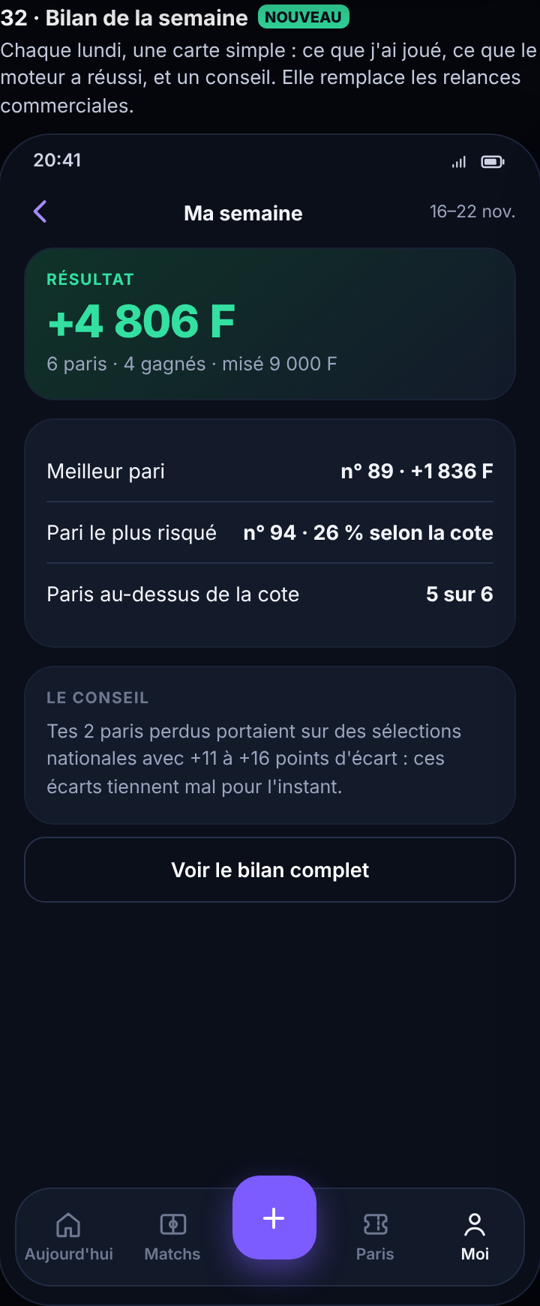 32 · Bilan de la semaine NOUVEAU
Chaque lundi, une carte simple : ce que j'ai joué, ce que le
moteur a réussi, et un conseil. Elle remplace les relances
commerciales.
20:41
Ma semaine
16–22 nov.
RÉSULTAT
+4 806 F
6 paris · 4 gagnés · misé 9 000 F
Meilleur pari n° 89 · +1 836 F
Pari le plus risqué n° 94 · 26 % selon la cote
Paris au-dessus de la cote 5 sur 6
LE CONSEIL
Tes 2 paris perdus portaient sur des sélections
nationales avec +11 à +16 points d'écart : ces
écarts tiennent mal pour l'instant.
Voir le bilan complet
Aujourd'hui Matchs Paris Moi